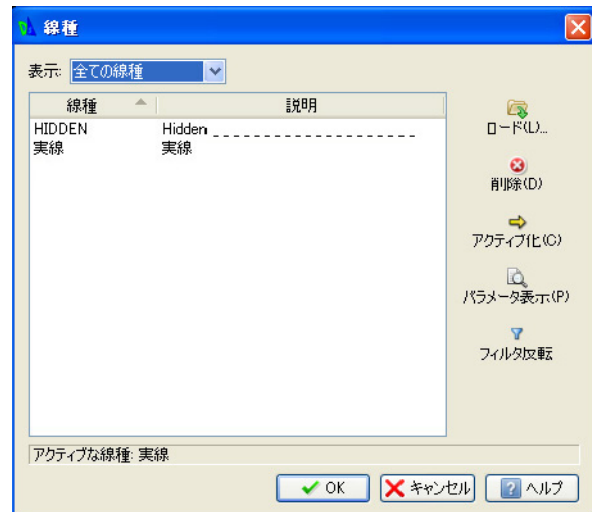 線種
表示: 全ての線種
線種 説明
HIDDEN Hidden _ _ _ _ _ _ _ _ _ _ _ _ _ _ _ _ _ _ _ _
実線 実線
ロード(L)...
削除(D)
アクティブ化(C)
パラメータ表示(P)
フィルタ反転
アクティブな線種: 実線
OK キャンセル ヘルプ